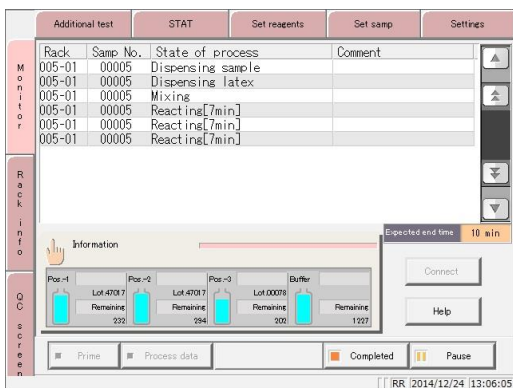 Additional test STAT Set reagents Set samp Settings
Monitor
Rack info
QC screen
Rack Samp No. State of process Comment
005-01 00005 Dispensing sample
005-01 00005 Dispensing latex
005-01 00005 Mixing
005-01 00005 Reacting[7min]
005-01 00005 Reacting[7min]
005-01 00005 Reacting[7min]
Expected end time 10 min
Information
Pos.-1 Pos.-2 Pos.-3 Buffer
Lot.47017 Lot.47017 Lot.00078
Remaining Remaining Remaining Remaining
232 294 202 1227
Connect
Help
Prime Process data Completed Pause
RR 2014/12/24 13:06:05